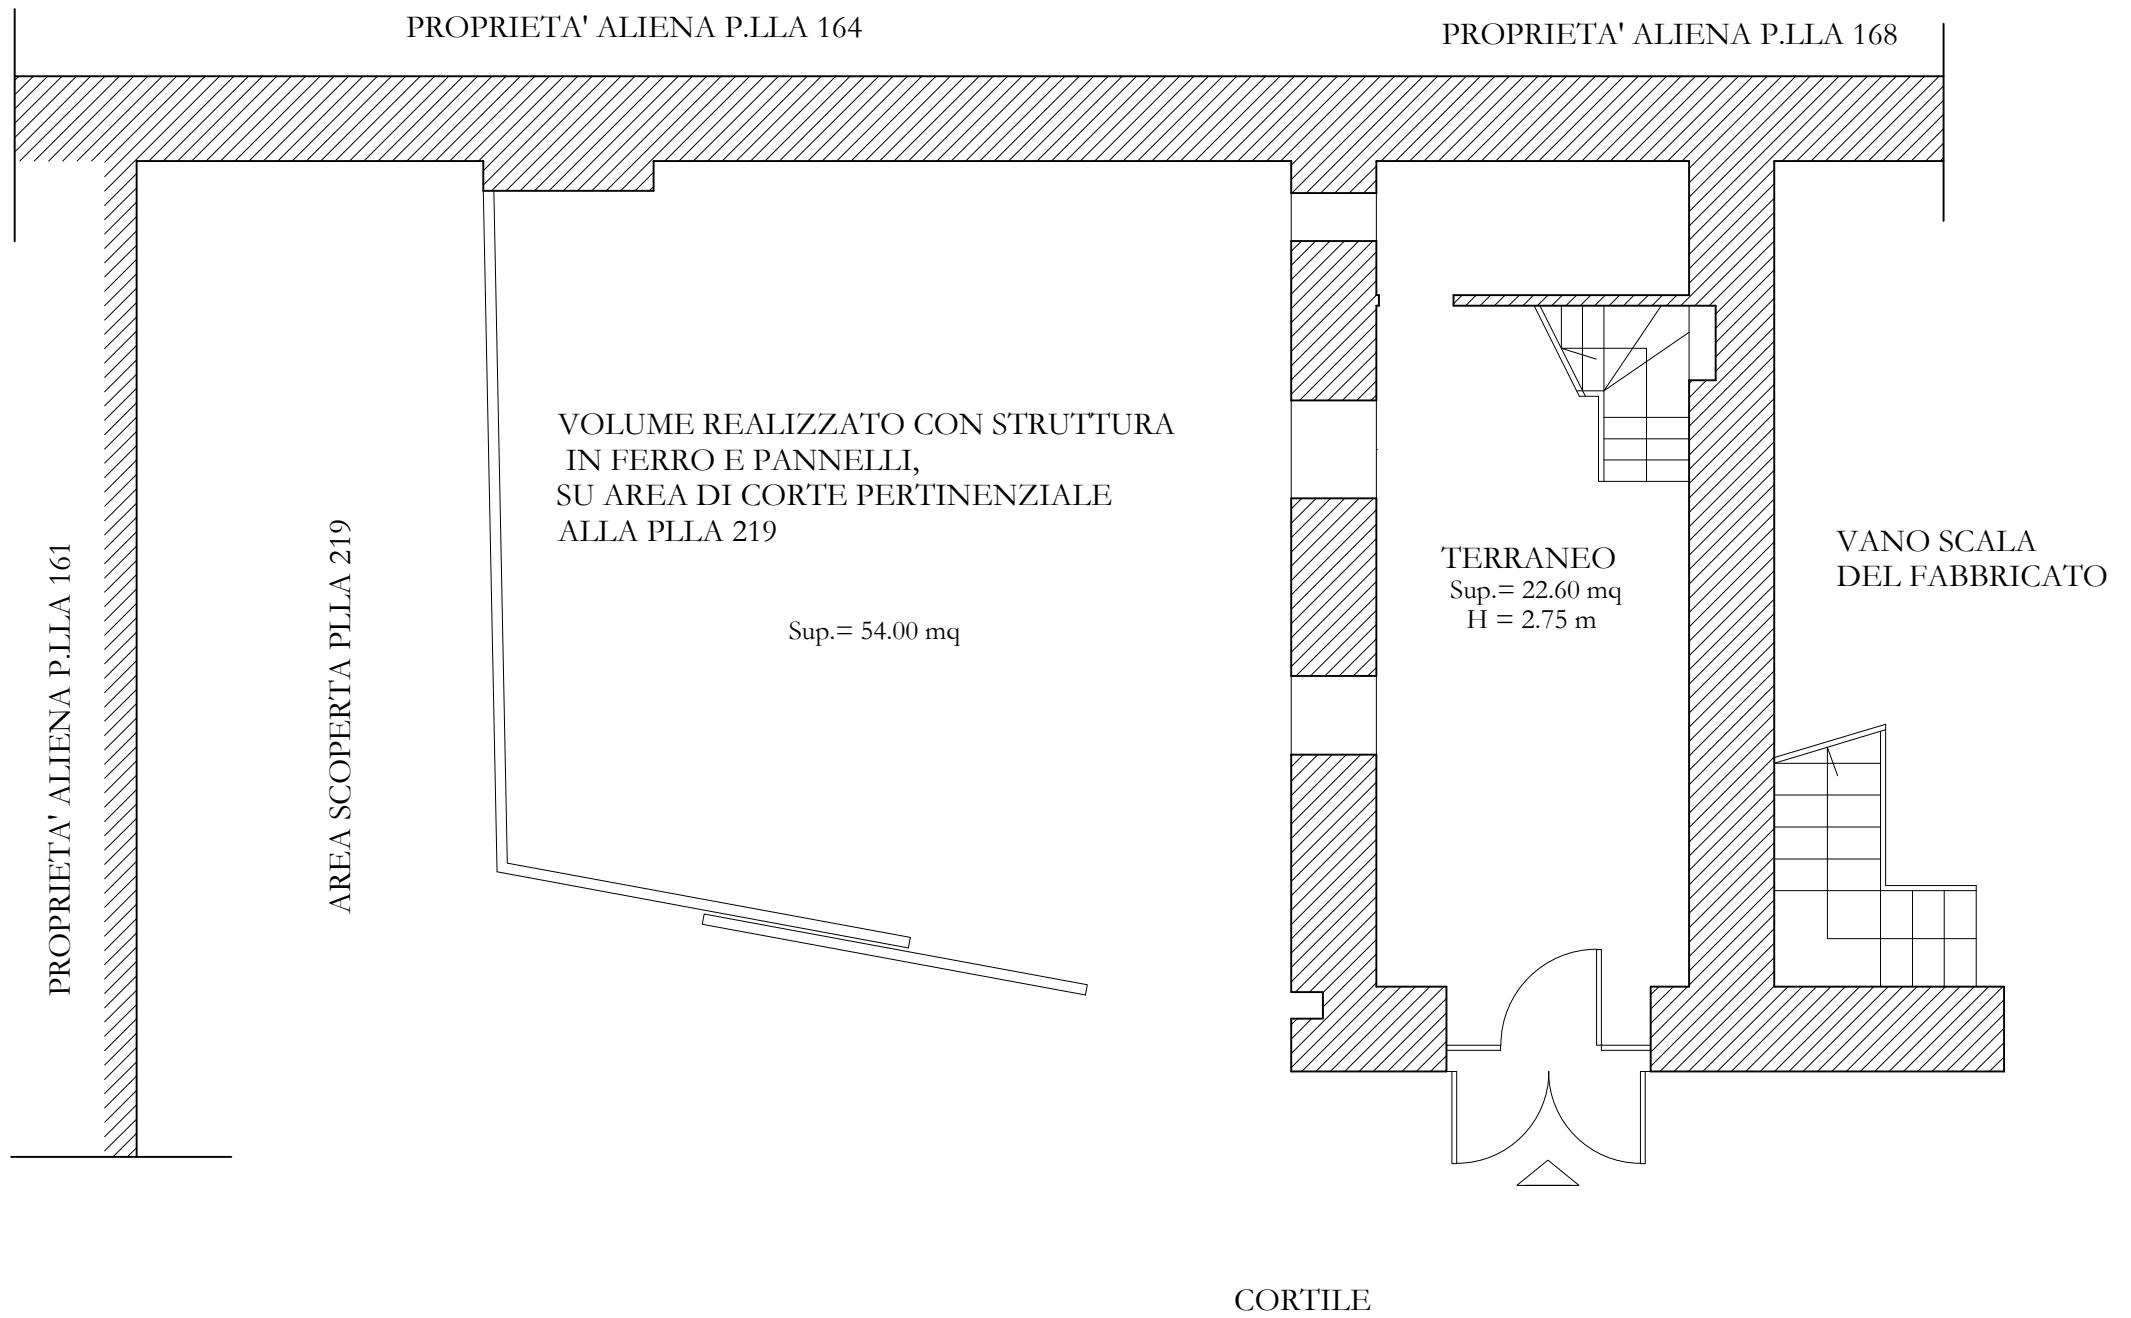 PROPRIETA' ALIENA P.LLA 164
PROPRIETA' ALIENA P.LLA 168
VOLUME REALIZZATO CON STRUTTURA
IN FERRO E PANNELLI,
SU AREA DI CORTE PERTINENZIALE
ALLA PLLA 219
Sup.= 54.00 mq
PROPRIETA' ALIENA P.LLA 161
AREA SCOPERTA PLLA 219
TERRANEO
Sup.= 22.60 mq
H = 2.75 m
VANO SCALA
DEL FABBRICATO
CORTILE